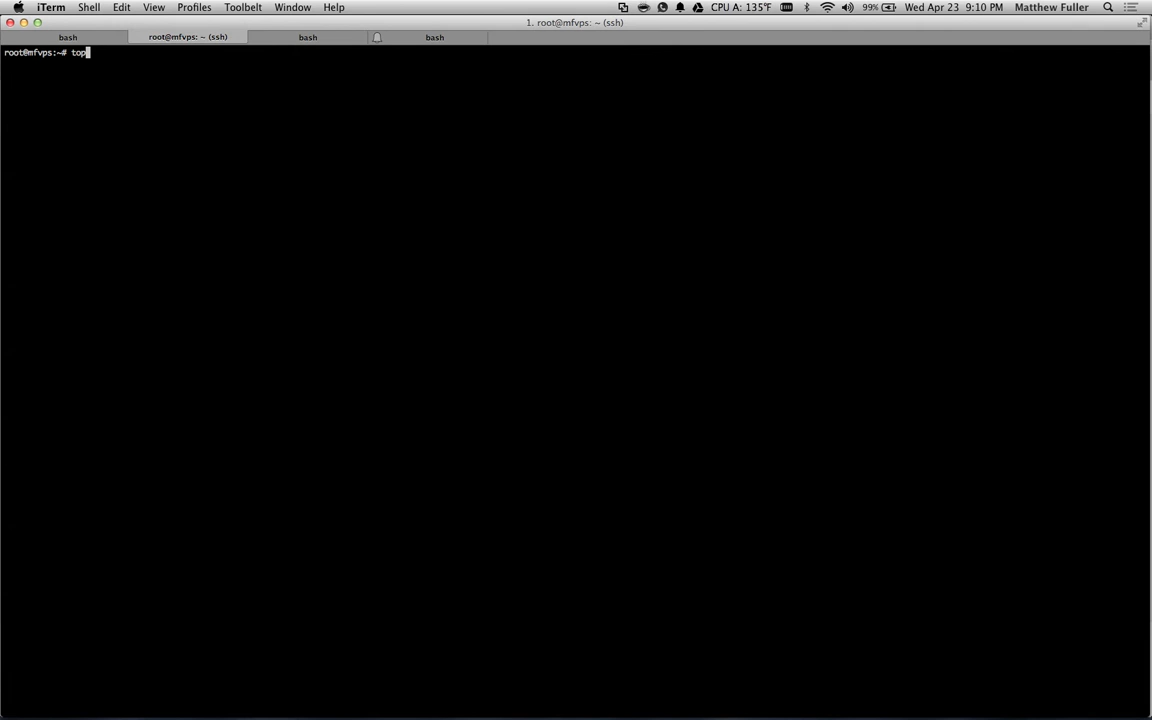 iTerm Shell Edit View Profiles Toolbelt Window Help CPU A: 135°F 99% Wed Apr 23 9:10 PM Matthew Fuller
1. root@mfvps: ~ (ssh)
bash root@mfvps: ~ (ssh) bash bash
root@mfvps:~# top